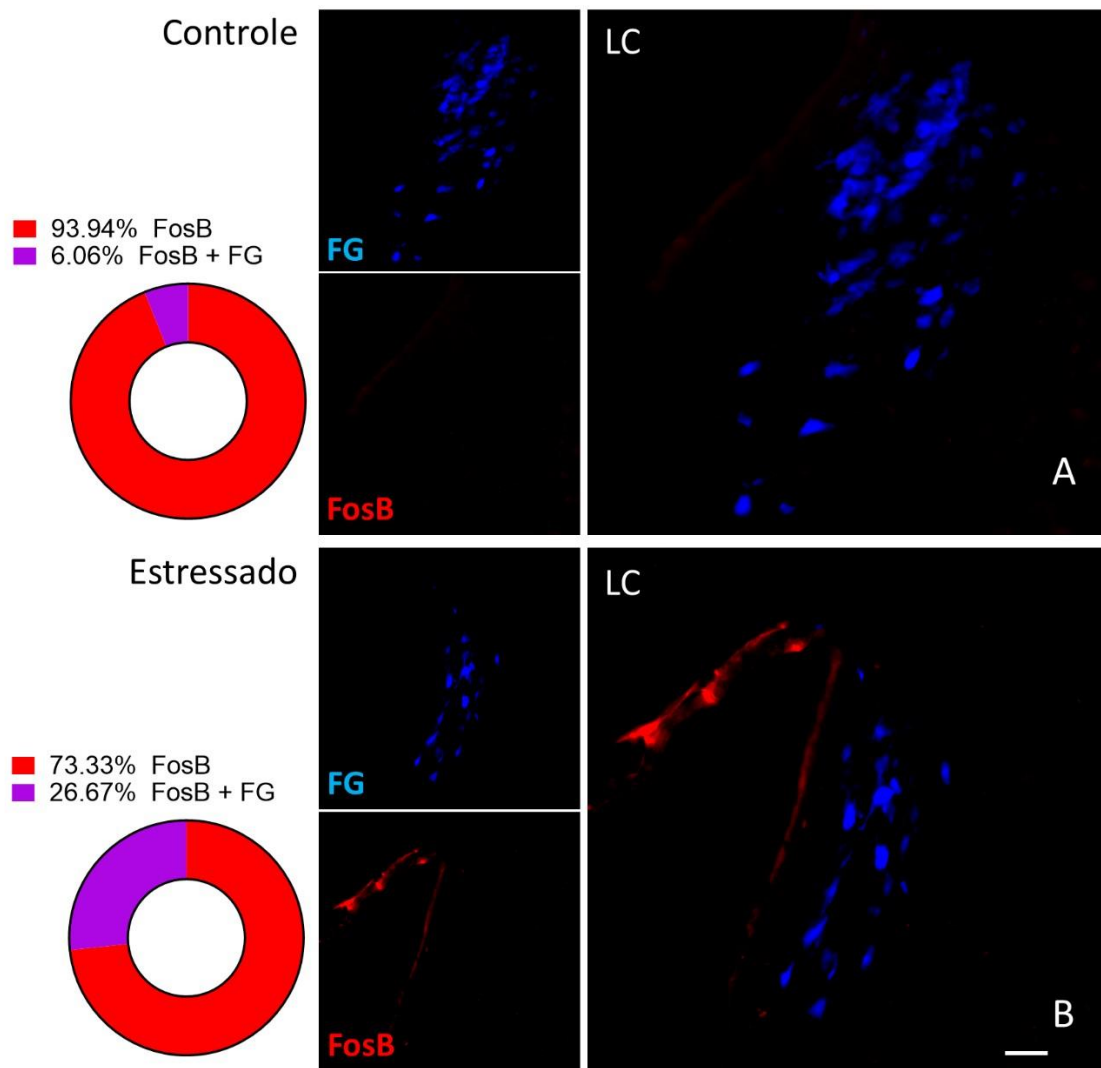 Controle
93.94% FosB
6.06% FosB + FG
FG
FosB
LC
A
Estressado
73.33% FosB
26.67% FosB + FG
FG
FosB
LC
B